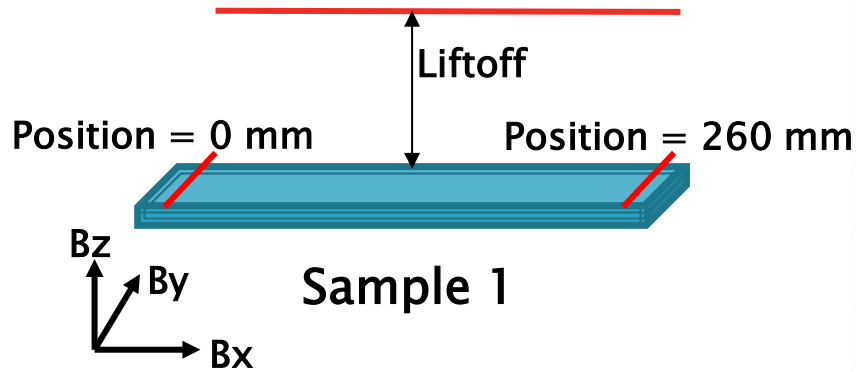 Liftoff
Position = 0 mm
Position = 260 mm
Bz
By
Sample 1
Bx